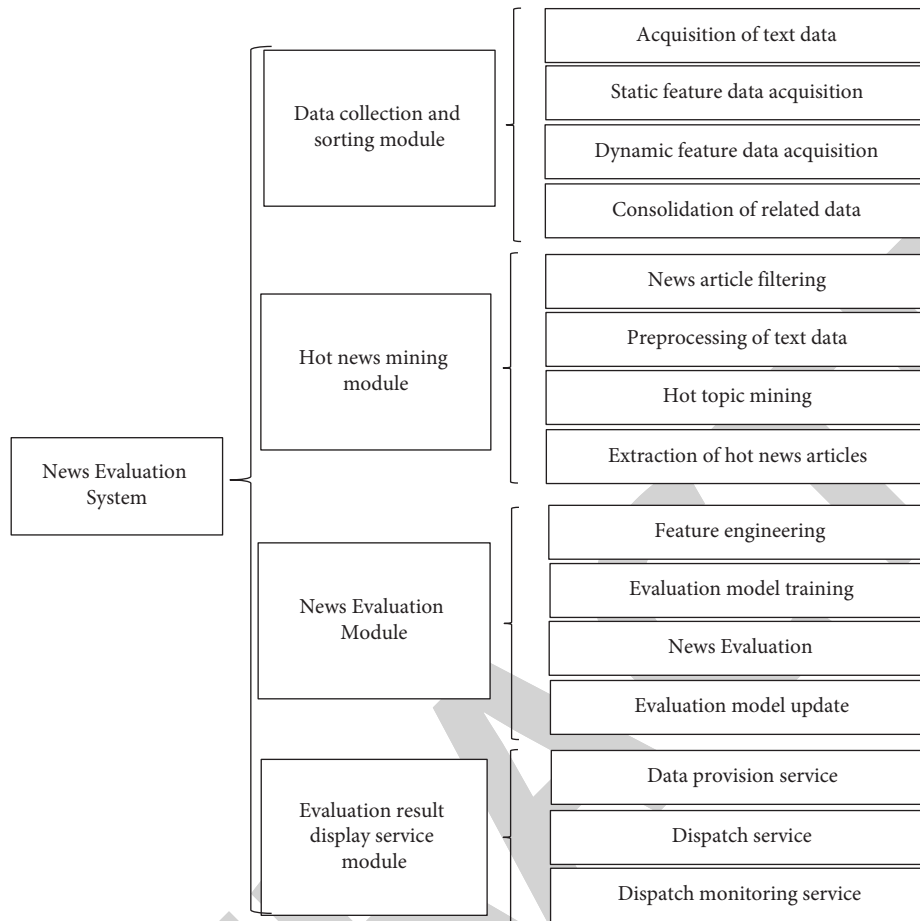 News Evaluation
System
Data collection and
sorting module
Acquisition of text data
Static feature data acquisition
Dynamic feature data acquisition
Consolidation of related data
Hot news mining
module
News article filtering
Preprocessing of text data
Hot topic mining
Extraction of hot news articles
News Evaluation
Module
Feature engineering
Evaluation model training
News Evaluation
Evaluation model update
Evaluation result
display service
module
Data provision service
Dispatch service
Dispatch monitoring service